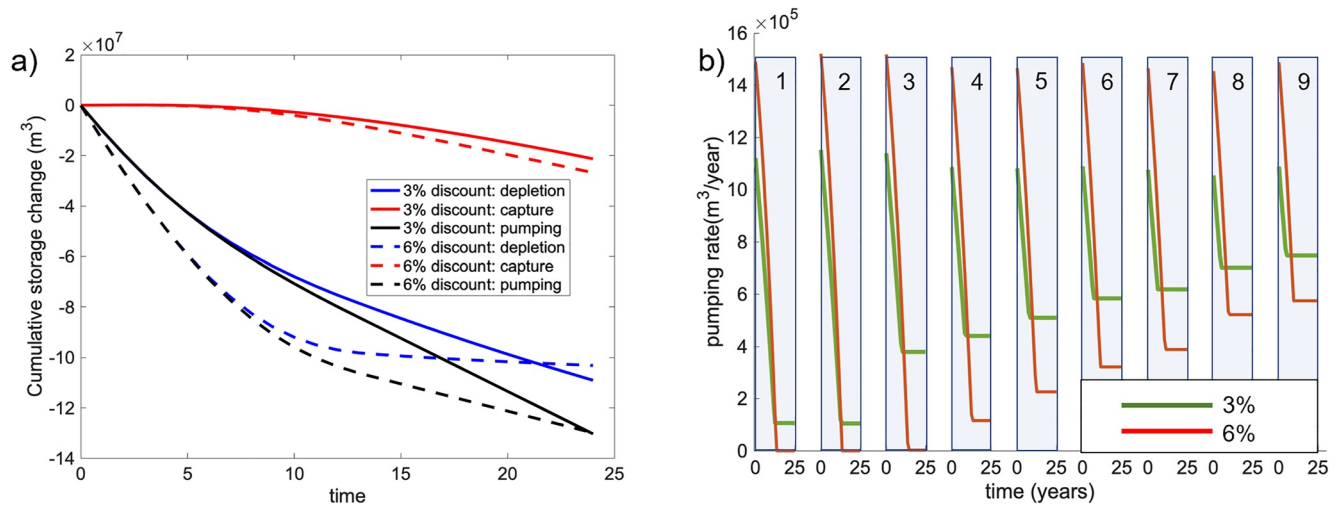 a)
×10⁷
2
0
-2
-4
-6
-8
-10
-12
-14
Cumulative storage change (m³)
0 5 10 15 20 25
time
3% discount: depletion
3% discount: capture
3% discount: pumping
6% discount: depletion
6% discount: capture
6% discount: pumping
b)
×10⁵
16
14
12
10
8
6
4
2
0
pumping rate(m³/year)
1 2 3 4 5 6 7 8 9
3%
6%
0 25 0 25 0 25 0 25 0 25 0 25 0 25 0 25 0 25
time (years)